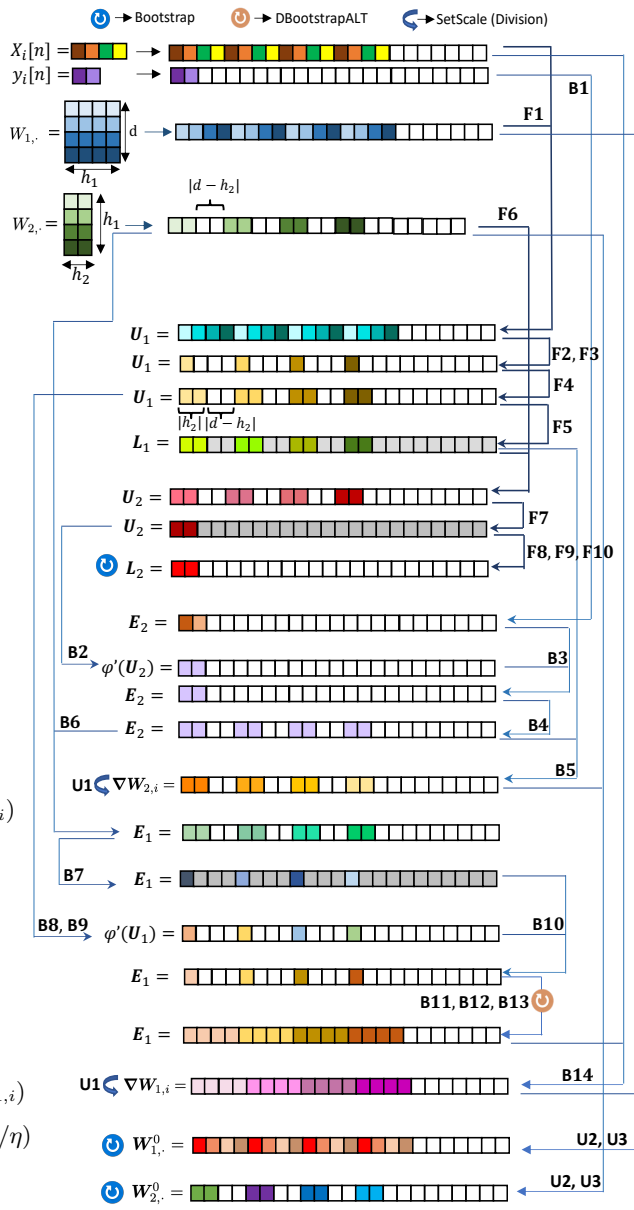 → Bootstrap → DBootstrapALT → SetScale (Division)
X_i[n] =
y_i[n] =
B1
F1
W_{1,·} =
d
h_1
|d − h_2|
W_{2,·} =
h_1
F6
h_2
U_1 =
F2, F3
U_1 =
F4
U_1 =
|h_2| |d − h_2|
F5
L_1 =
U_2 =
F7
U_2 =
F8, F9, F10
L_2 =
E_2 =
B2
φ'(U_2) =
B3
E_2 =
B6
E_2 =
B4
B5
U1 ∇W_{2,i} =
i)
E_1 =
B7
E_1 =
B8, B9
φ'(U_1) =
B10
E_1 =
B11, B12, B13
E_1 =
B14
U1 ∇W_{1,i} =
1,i)
/η)
W^0_{1,·} =
U2, U3
W^0_{2,·} =
U2, U3